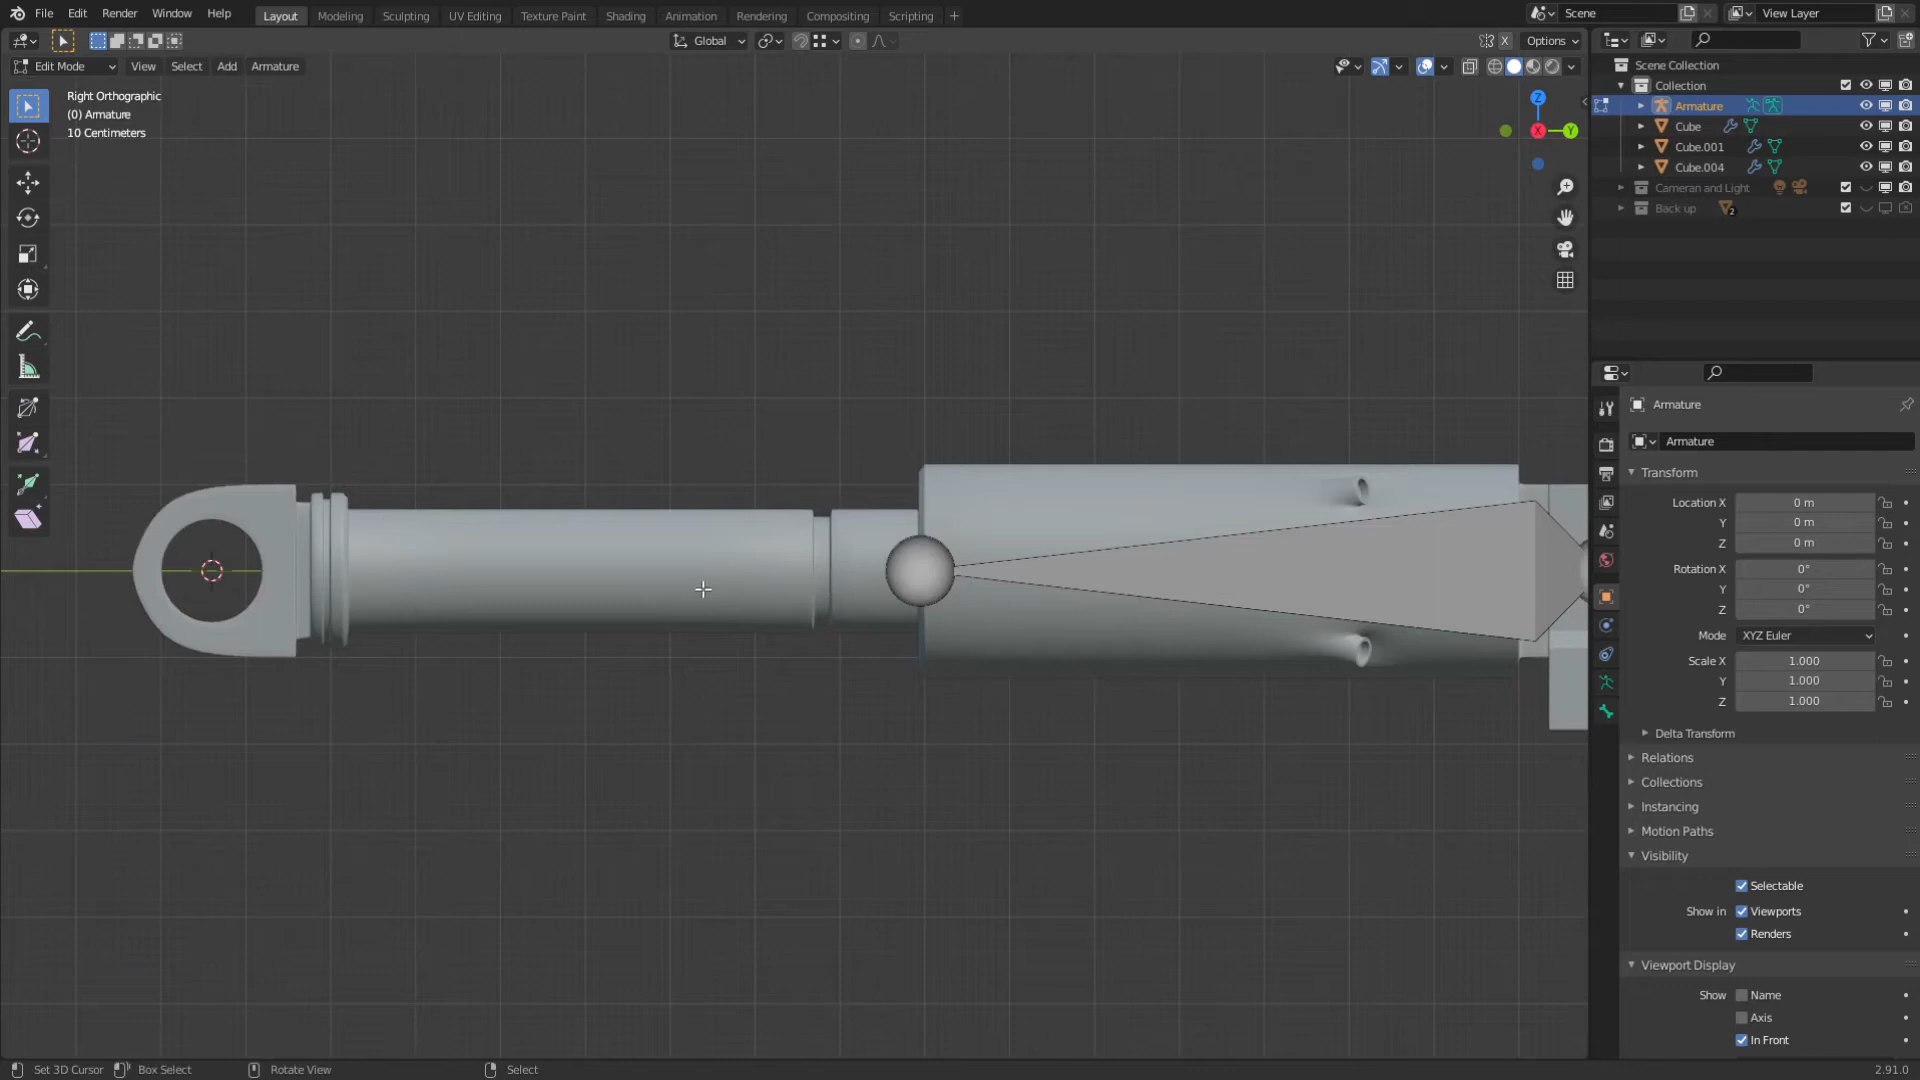 File Edit Render Window Help Layout Modeling Sculpting UV Editing Texture Paint Shading Animation Rendering Compositing Scripting + Scene View Layer
Global X Options
Edit Mode View Select Add Armature
Right Orthographic
(0) Armature
10 Centimeters
Z
X
Y
Scene Collection
Collection
Armature
Cube
Cube.001
Cube.004
Cameran and Light
Back up
2
Armature
Armature
Transform
Location X 0 m
Y 0 m
Z 0 m
Rotation X 0°
Y 0°
Z 0°
Mode XYZ Euler
Scale X 1.000
Y 1.000
Z 1.000
Delta Transform
Relations
Collections
Instancing
Motion Paths
Visibility
Selectable
Show in Viewports
Renders
Viewport Display
Show Name
Axis
In Front
Set 3D Cursor Box Select Rotate View Select 2.91.0